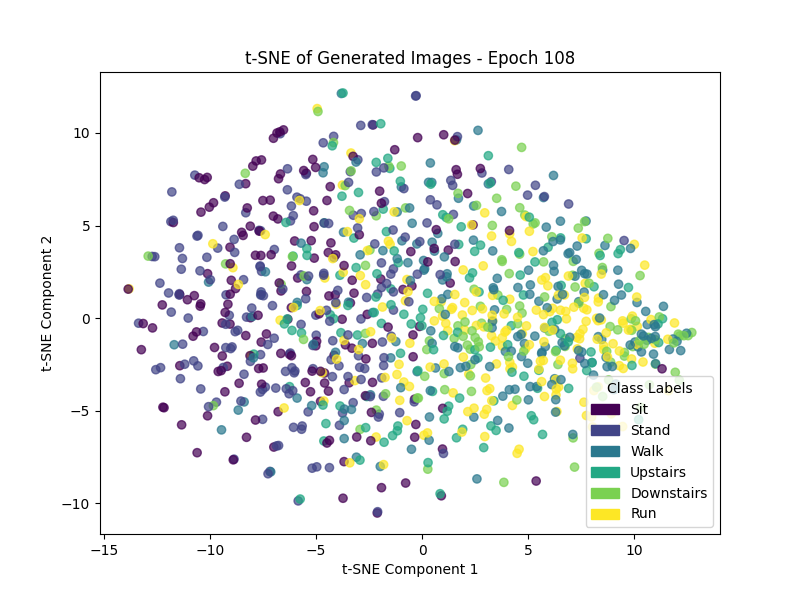 t-SNE of Generated Images - Epoch 108
t-SNE Component 2
10
5
0
−5
−10
Class Labels
Sit
Stand
Walk
Upstairs
Downstairs
Run
−15
−10
−5
0
5
10
t-SNE Component 1